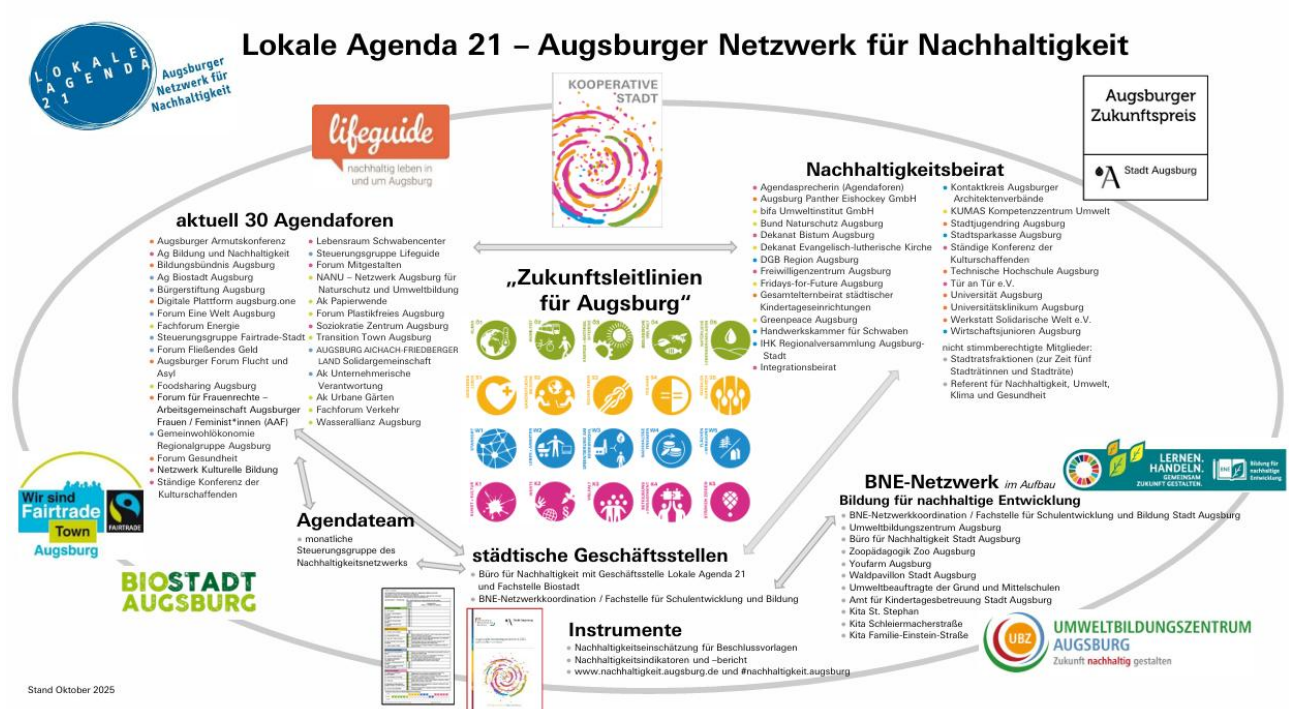 Lokale Agenda 21 – Augsburger Netzwerk für Nachhaltigkeit
LOKALE
AGENDA
21
Augsburger
Netzwerk für
Nachhaltigkeit
lifeguide
nachhaltig leben in
und um Augsburg
KOOPERATIVE
STADT
Augsburger
Zukunftspreis
Stadt Augsburg
aktuell 30 Agendaforen
Augsburger Armutskonferenz
Ag Bildung und Nachhaltigkeit
Bildungsbündnis Augsburg
Ag Biostadt Augsburg
Bürgerstiftung Augsburg
Digitale Plattform augsburg.one
Forum Eine Welt Augsburg
Fachforum Energie
Steuerungsgruppe Fairtrade-Stadt
Forum Fließendes Geld
Augsburger Forum Flucht und
Asyl
Foodsharing Augsburg
Forum für Frauenrechte –
Arbeitsgemeinschaft Augsburger
Frauen / Feminist*innen (AAF)
Gemeinwohlökonomie
Regionalgruppe Augsburg
Forum Gesundheit
Netzwerk Kulturelle Bildung
Ständige Konferenz der
Kulturschaffenden
Lebensraum Schwabencenter
Steuerungsgruppe Lifeguide
Forum Mitgestalten
NANU – Netzwerk Augsburg für
Naturschutz und Umweltbildung
Ak Papierwende
Forum Plastikfreies Augsburg
Soziokratie Zentrum Augsburg
Transition Town Augsburg
AUGSBURG AICHACH-FRIEDBERGER
LAND Solidargemeinschaft
Ak Unternehmerische
Verantwortung
Ak Urbane Gärten
Fachforum Verkehr
Wasserallianz Augsburg
„Zukunftsleitlinien
für Augsburg“
W2
W3
W4
W5
K1
K2
K4
K5
Nachhaltigkeitsbeirat
Agendasprecherin (Agendaforen)
Augsburg Panther Eishockey GmbH
bifa Umweltinstitut GmbH
Bund Naturschutz Augsburg
Dekanat Bistum Augsburg
Dekanat Evangelisch-lutherische Kirche
DGB Region Augsburg
Freiwilligenzentrum Augsburg
Fridays-for-Future Augsburg
Gesamtelternbeirat städtischer
Kindertageseinrichtungen
Greenpeace Augsburg
Handwerkskammer für Schwaben
IHK Regionalversammlung Augsburg-
Stadt
Integrationsbeirat
Kontaktkreis Augsburger
Architektenverbände
KUMAS Kompetenzzentrum Umwelt
Stadtjugendring Augsburg
Stadtsparkasse Augsburg
Ständige Konferenz der
Kulturschaffenden
Technische Hochschule Augsburg
Tür an Tür e.V.
Universität Augsburg
Universitätsklinikum Augsburg
Werkstatt Solidarische Welt e.V.
Wirtschaftsjunioren Augsburg
nicht stimmberechtigte Mitglieder:
Stadtratsfraktionen (zur Zeit fünf
Stadträtinnen und Stadträte)
Referent für Nachhaltigkeit, Umwelt,
Klima und Gesundheit
Wir sind
Fairtrade
Town
Augsburg
FAIRTRADE
BIOSTADT
AUGSBURG
Agendateam
monatliche
Steuerungsgruppe des
Nachhaltigkeitsnetzwerks
städtische Geschäftsstellen
Büro für Nachhaltigkeit mit Geschäftsstelle Lokale Agenda 21
und Fachstelle Biostadt
BNE-Netzwerkkoordination / Fachstelle für Schulentwicklung und Bildung
Instrumente
Nachhaltigkeitseinschätzung für Beschlussvorlagen
Nachhaltigkeitsindikatoren und –bericht
www.nachhaltigkeit.augsburg.de und #nachhaltigkeit.augsburg
BNE-Netzwerk im Aufbau
Bildung für nachhaltige Entwicklung
BNE-Netzwerkkoordination / Fachstelle für Schulentwicklung und Bildung Stadt Augsburg
Umweltbildungszentrum Augsburg
Büro für Nachhaltigkeit Stadt Augsburg
Zoopädagogik Zoo Augsburg
Youfarm Augsburg
Waldpavillon Stadt Augsburg
Umweltbeauftragte der Grund und Mittelschulen
Amt für Kindertagesbetreuung Stadt Augsburg
Kita St. Stephan
Kita Schleiermacherstraße
Kita Familie-Einstein-Straße
LERNEN.
HANDELN.
GEMEINSAM
ZUKUNFT GESTALTEN.
BNE
Bildung für
nachhaltige
Entwicklung
UBZ
UMWELTBILDUNGSZENTRUM
AUGSBURG
Zukunft nachhaltig gestalten
Stand Oktober 2025